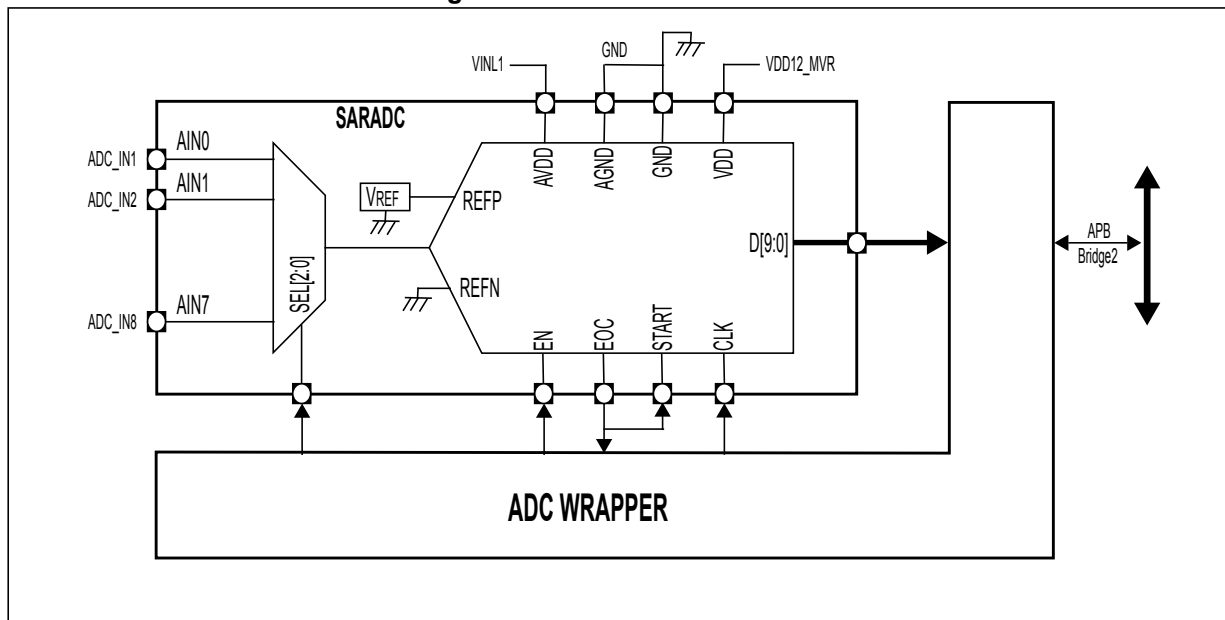 g
GND
VINL1
VDD12_MVR
SARADC
AVDD
AGND
GND
VDD
ADC_IN1
AIN0
ADC_IN2
AIN1
VREF
REFP
D[9:0]
APB
Bridge2
SEL[2:0]
REFN
ADC_IN8
AIN7
EN
EOC
START
CLK
ADC WRAPPER